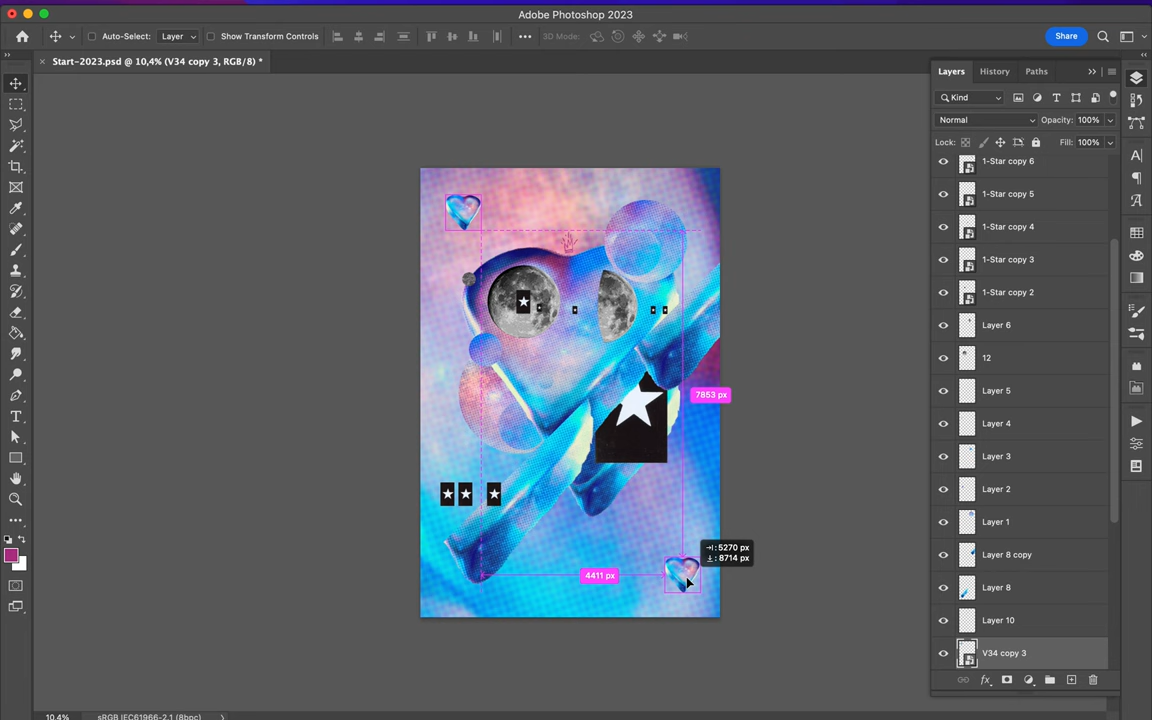 Adobe Photoshop 2023
Auto-Select: Layer Show Transform Controls 3D Mode: Share
Start-2023.psd @ 10,4% (V34 copy 3, RGB/8) *
Layers History Paths
Kind
Normal Opacity: 100%
Lock: Fill: 100%
1-Star copy 6
1-Star copy 5
1-Star copy 4
1-Star copy 3
1-Star copy 2
Layer 6
12
Layer 5
Layer 4
Layer 3
Layer 2
Layer 1
Layer 8 copy
Layer 8
Layer 10
V34 copy 3
7853 px
: 5270 px
: 8714 px
4411 px
10,4% sRGB IEC61966-2.1 (8bpc)